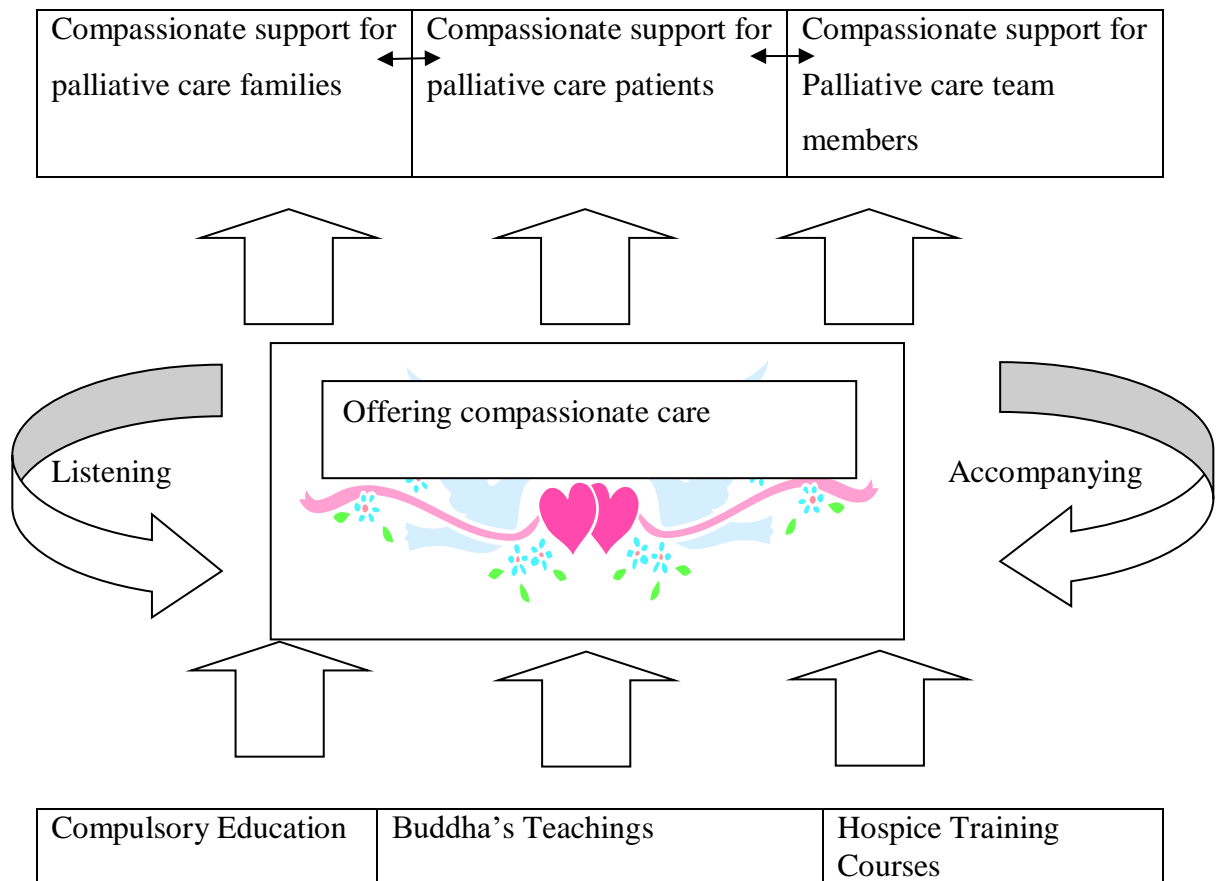 Compassionate support for
palliative care families
Compassionate support for
palliative care patients
Compassionate support for
Palliative care team
members
Offering compassionate care
Listening
Accompanying
Compulsory Education
Buddha’s Teachings
Hospice Training
Courses